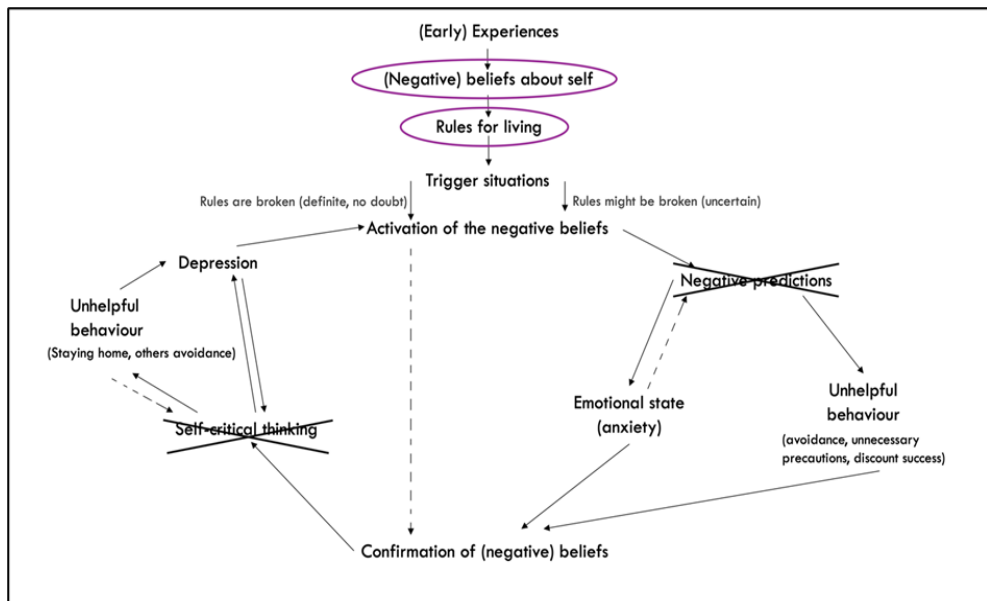 (Early) Experiences
(Negative) beliefs about self
Rules for living
Trigger situations
Rules are broken (definite, no doubt)
Rules might be broken (uncertain)
Activation of the negative beliefs
Depression
Negative predictions
Unhelpful
behaviour
(Staying home, others avoidance)
Self-critical thinking
Emotional state
(anxiety)
Unhelpful
behaviour
(avoidance, unnecessary
precautions, discount success)
Confirmation of (negative) beliefs